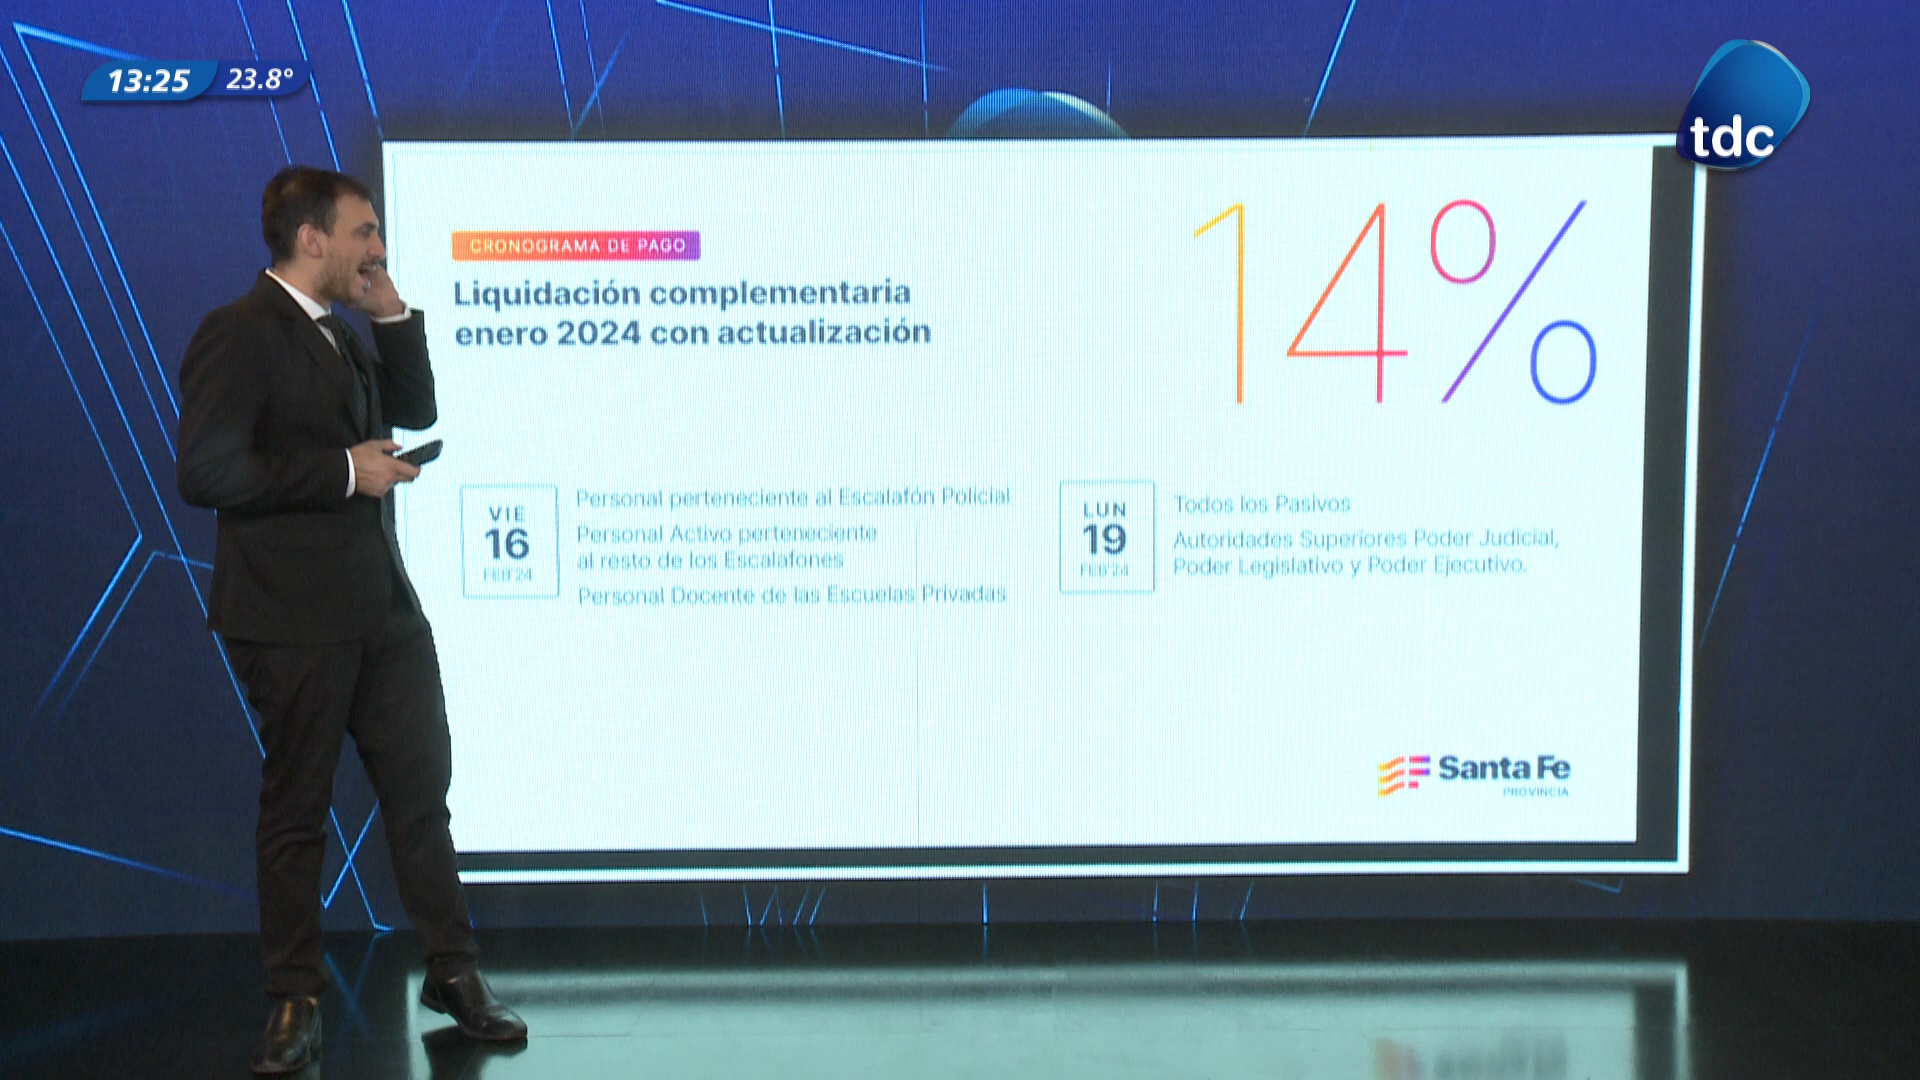 13:25 23.8°
tdc
14%
CRONOGRAMA DE PAGO
Liquidación complementaria
enero 2024 con actualización
VIE
16
FEB'24
Personal perteneciente al Escalafón Policial
Personal Activo perteneciente
al resto de los Escalafones
Personal Docente de las Escuelas Privadas
LUN
19
FEB'24
Todos los Pasivos
Autoridades Superiores Poder Judicial,
Poder Legislativo y Poder Ejecutivo.
Santa Fe
PROVINCIA